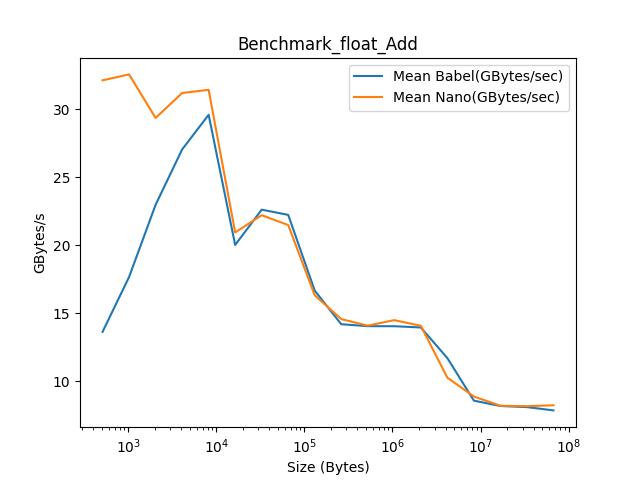 Benchmark_float_Add
Mean Babel(GBytes/sec)
Mean Nano(GBytes/sec)
GBytes/s
30
25
20
15
10
10³
10⁴
10⁵
10⁶
10⁷
10⁸
Size (Bytes)